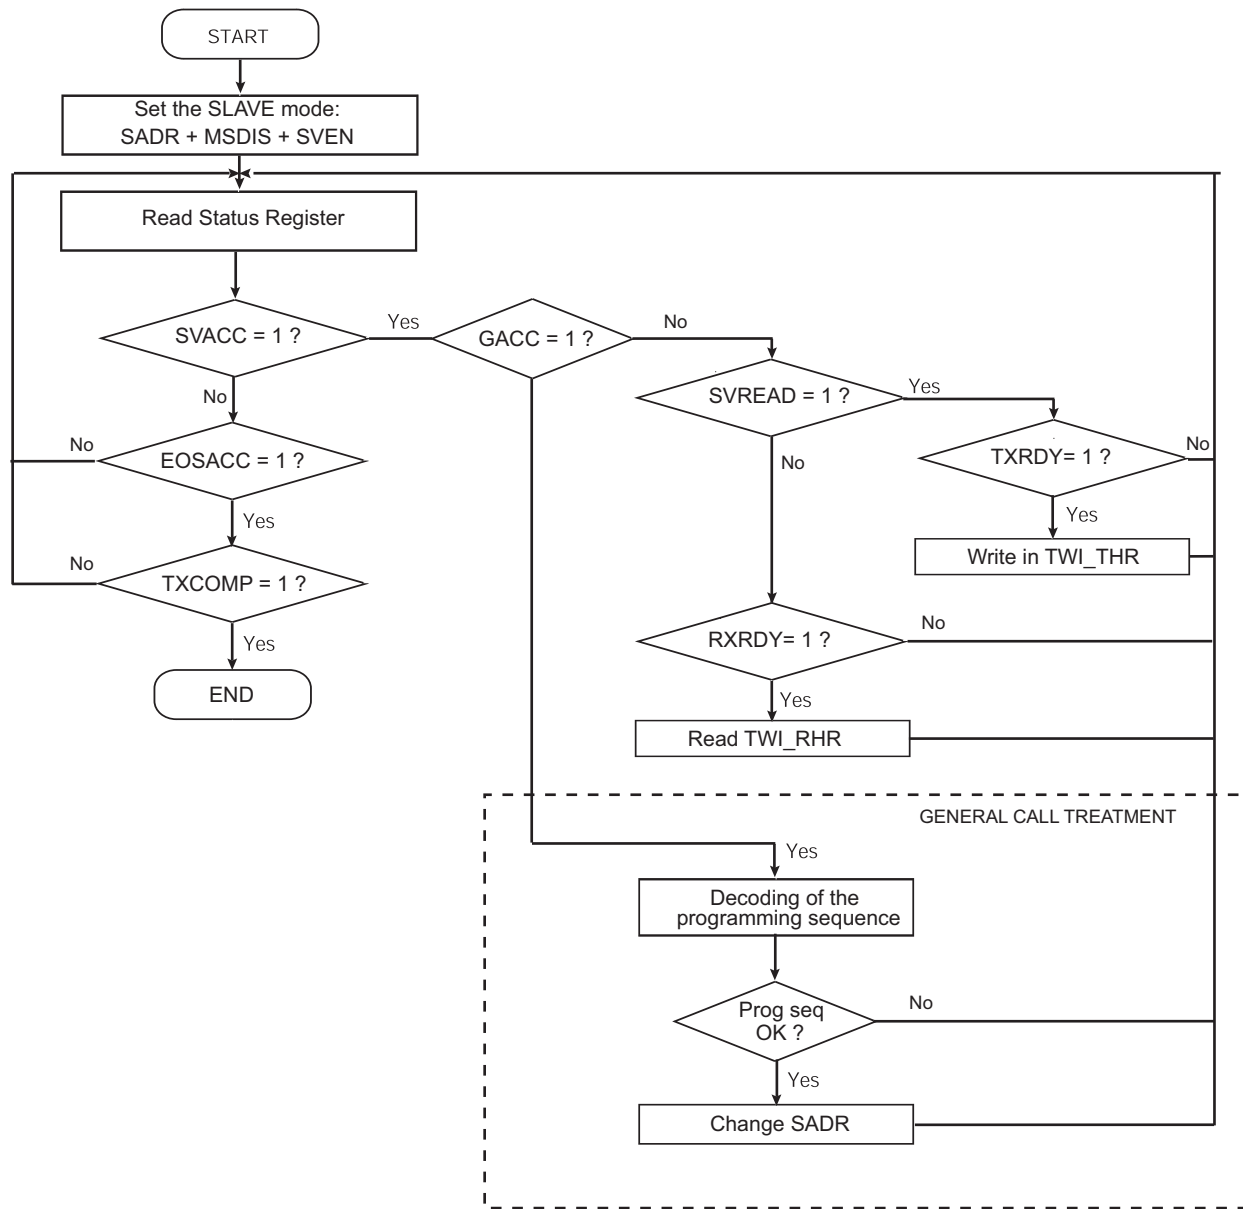 START
Set the SLAVE mode:
SADR + MSDIS + SVEN
Read Status Register
SVACC = 1 ?
Yes
GACC = 1 ?
No
SVREAD = 1 ?
Yes
No
No
EOSACC = 1 ?
No
TXRDY= 1 ?
No
Yes
Yes
Write in TWI_THR
No
TXCOMP = 1 ?
Yes
RXRDY= 1 ?
No
END
Yes
Read TWI_RHR
GENERAL CALL TREATMENT
Yes
Decoding of the
programming sequence
Prog seq
OK ?
No
Yes
Change SADR